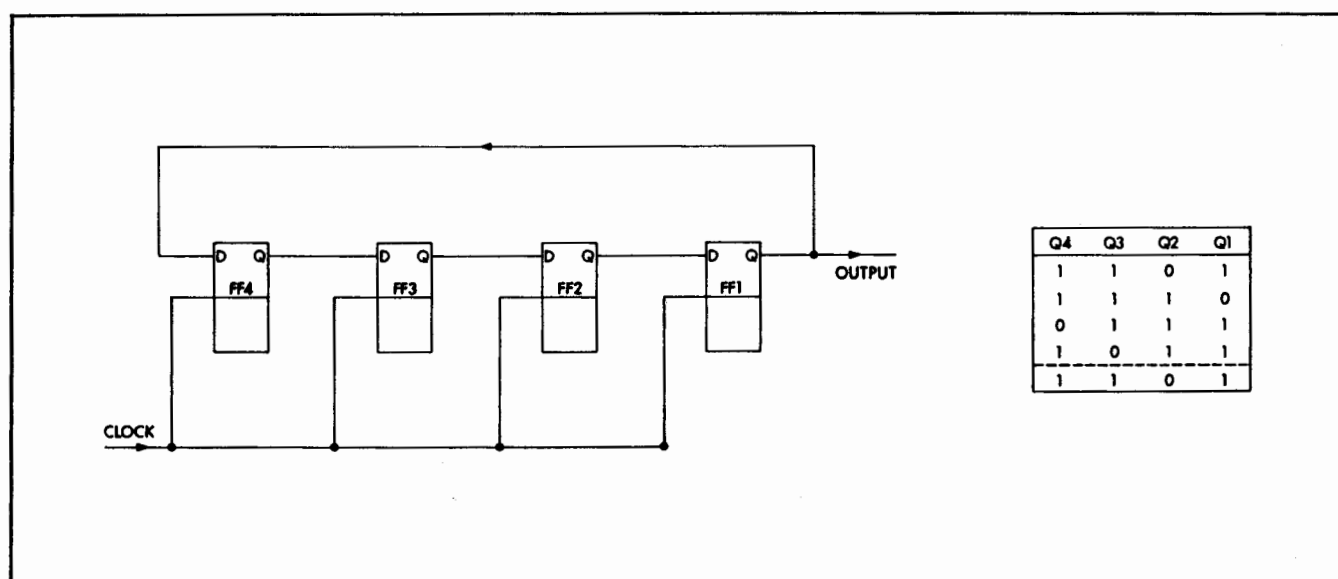 D Q D Q D Q D Q
OUTPUT
FF4 FF3 FF2 FF1
CLOCK
Q4 Q3 Q2 Q1
1 1 0 1
1 1 1 0
0 1 1 1
1 0 1 1
1 1 0 1